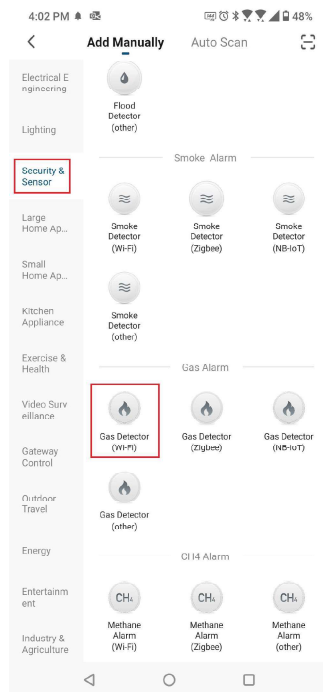 4:02 PM
48%
Add Manually
Auto Scan
Electrical E
ngineering
Lighting
Security &
Sensor
Large
Home Ap...
Small
Home Ap...
Kitchen
Appliance
Exercise &
Health
Video Surv
eillance
Gateway
Control
Outdoor
Travel
Energy
Entertainm
ent
Industry &
Agriculture
Flood
Detector
(other)
Smoke Alarm
Smoke
Detector
(Wi-Fi)
Smoke
Detector
(Zigbee)
Smoke
Detector
(NB-IoT)
Smoke
Detector
(other)
Gas Alarm
Gas Detector
(Wi-Fi)
Gas Detector
(Zigbee)
Gas Detector
(NB-IoT)
Gas Detector
(other)
CH4 Alarm
CH4
Methane
Alarm
(Wi-Fi)
CH4
Methane
Alarm
(Zigbee)
CH4
Methane
Alarm
(other)